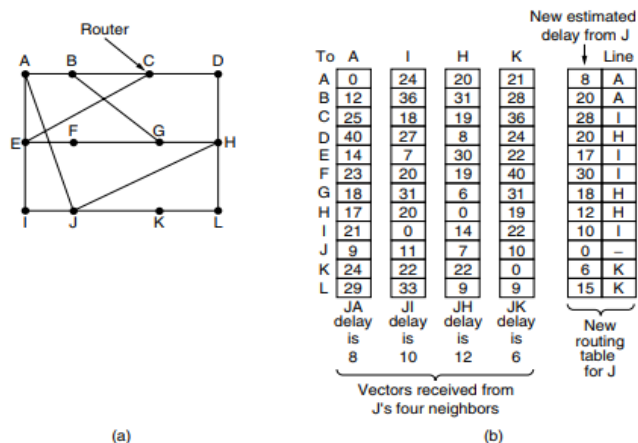 Router
A B C D
E F G H
I J K L
(a)
New estimated
delay from J
To A I H K Line
A 0 24 20 21 8 A
B 12 36 31 28 20 A
C 25 18 19 36 28 I
D 40 27 8 24 20 H
E 14 7 30 22 17 I
F 23 20 19 40 30 I
G 18 31 6 31 18 H
H 17 20 0 19 12 H
I 21 0 14 22 10 I
J 9 11 7 10 0 –
K 24 22 22 0 6 K
L 29 33 9 9 15 K
JA JI JH JK
delay delay delay delay
is is is is
8 10 12 6
New
routing
table
for J
Vectors received from
J's four neighbors
(b)